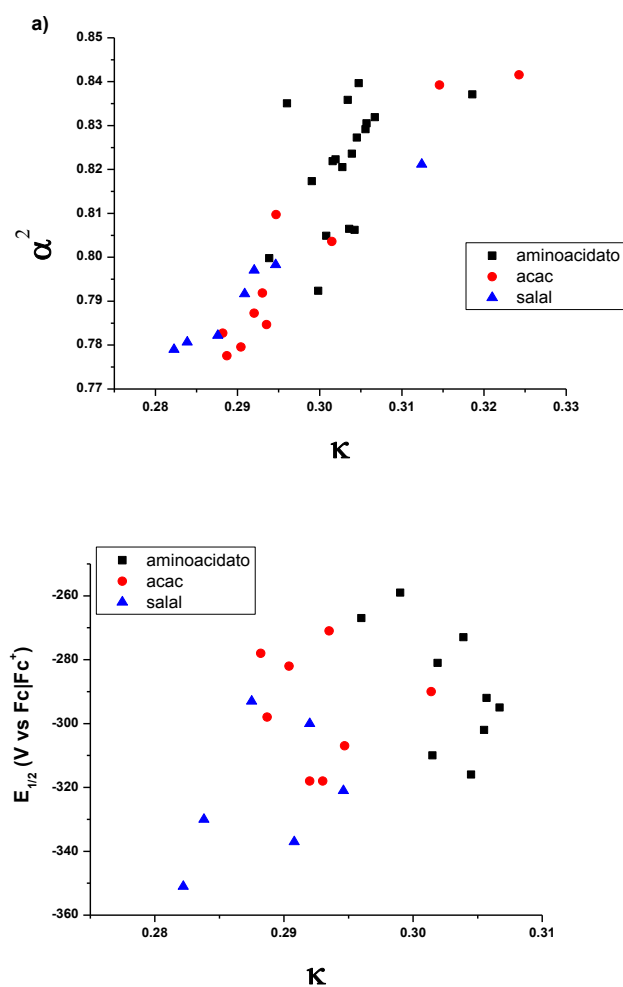 a)
0.85
0.84
0.83
0.82
0.81
0.80
0.79
0.78
0.77
α²
aminoacidato
acac
salal
0.28 0.29 0.30 0.31 0.32 0.33
κ
aminoacidato
acac
salal
-260
-280
-300
-320
-340
-360
E1/2 (V vs Fc|Fc+)
0.28 0.29 0.30 0.31
κ